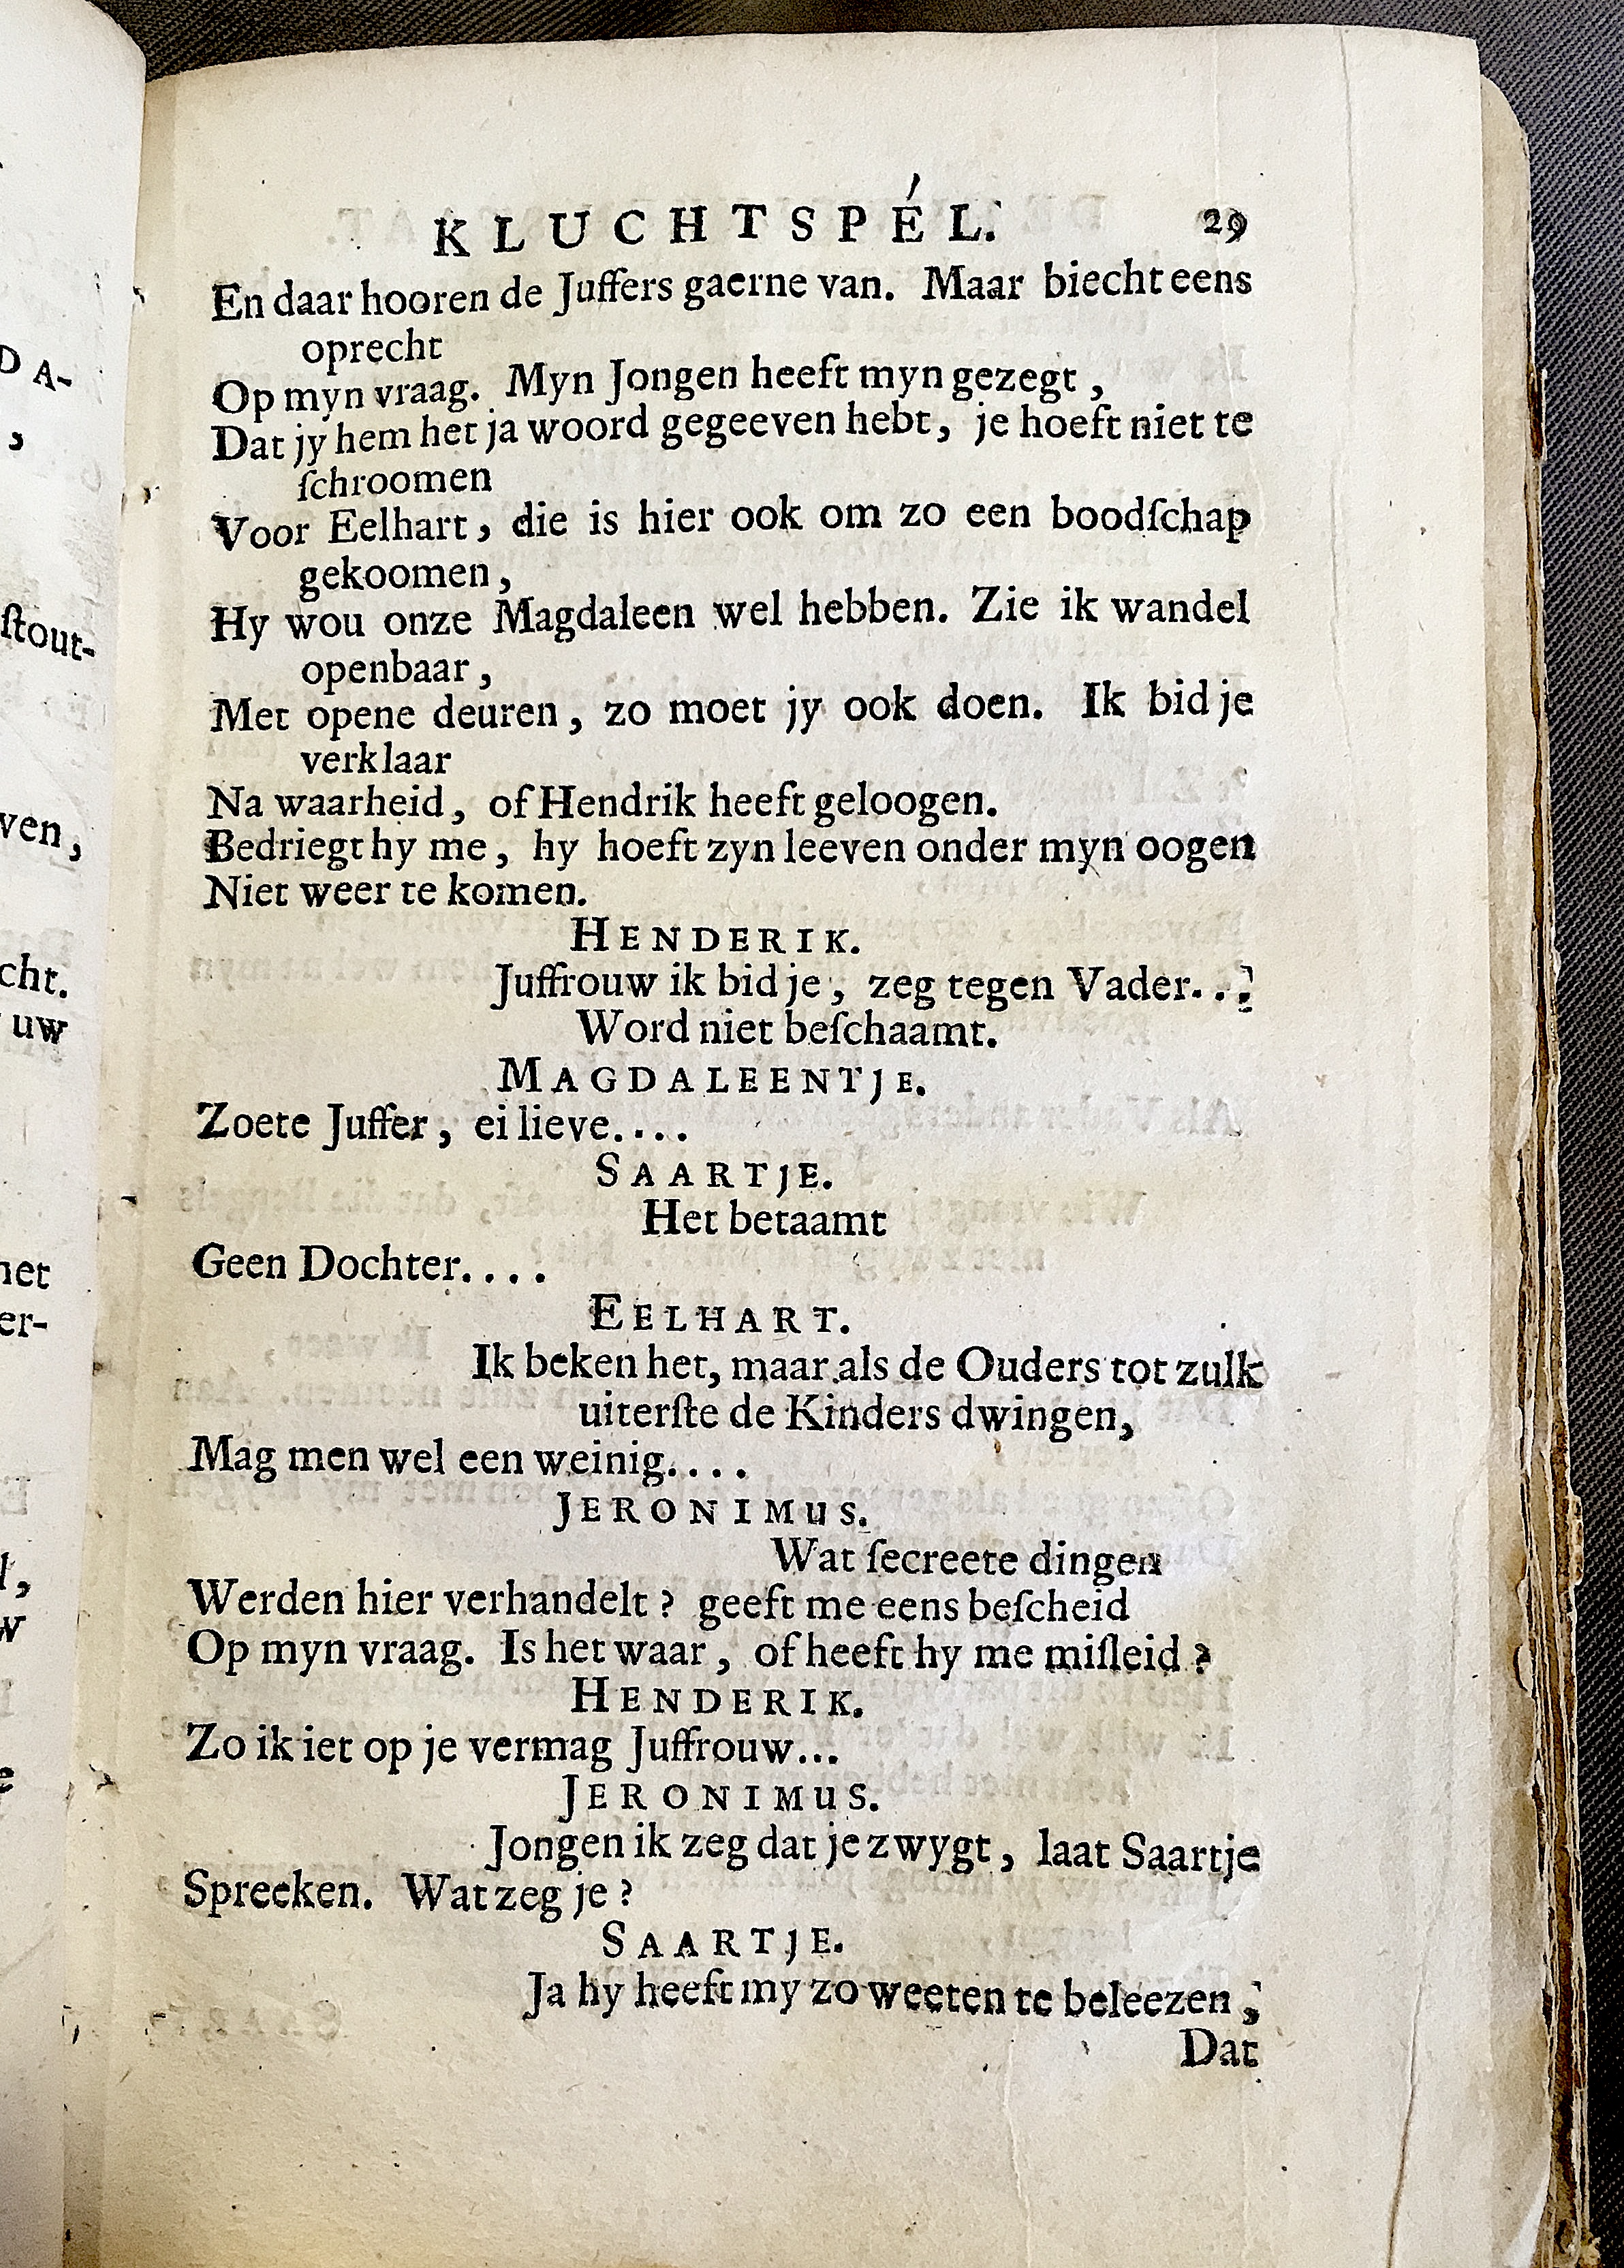 KLUCHTSPÉL. 29
En daar hooren de Juffers gaerne van. Maar biecht eens
oprecht
Op myn vraag. Myn Jongen heeft myn gezegt,
Dat jy hem het ja woord gegeeven hebt, je hoeft niet te
ſchroomen
Voor Eelhart, die is hier ook om zo een boodſchap
gekoomen,
Hy wou onze Magdaleen wel hebben. Zie ik wandel
openbaar,
Met opene deuren, zo moet jy ook doen. Ik bid je
verklaar
Na waarheid, of Hendrik heeft geloogen.
Bedriegt hy me, hy hoeft zyn leeven onder myn oogen
Niet weer te komen.
HENDERIK.
Juffrouw ik bid je, zeg tegen Vader...
Word niet beſchaamt.
MAGDALEENTJE.
Zoete Juffer, ei lieve....
SAARTJE.
Het betaamt
Geen Dochter....
EELHART.
Ik beken het, maar als de Ouders tot zulk
uiterſte de Kinders dwingen,
Mag men wel een weinig....
JERONIMUS.
Wat ſecreete dingen
Werden hier verhandelt? geeft me eens beſcheid
Op myn vraag. Is het waar, of heeft hy me miſleid?
HENDERIK.
Zo ik iet op je vermag Juffrouw...
JERONIMUS.
Jongen ik zeg dat je zwygt, laat Saartje
Spreeken. Wat zeg je?
SAARTJE.
Ja hy heeft my zo weeten te beleezen,
Dat
DA-
,
ſtout-
ven,
cht.
uw
het
er-
l,
w
e